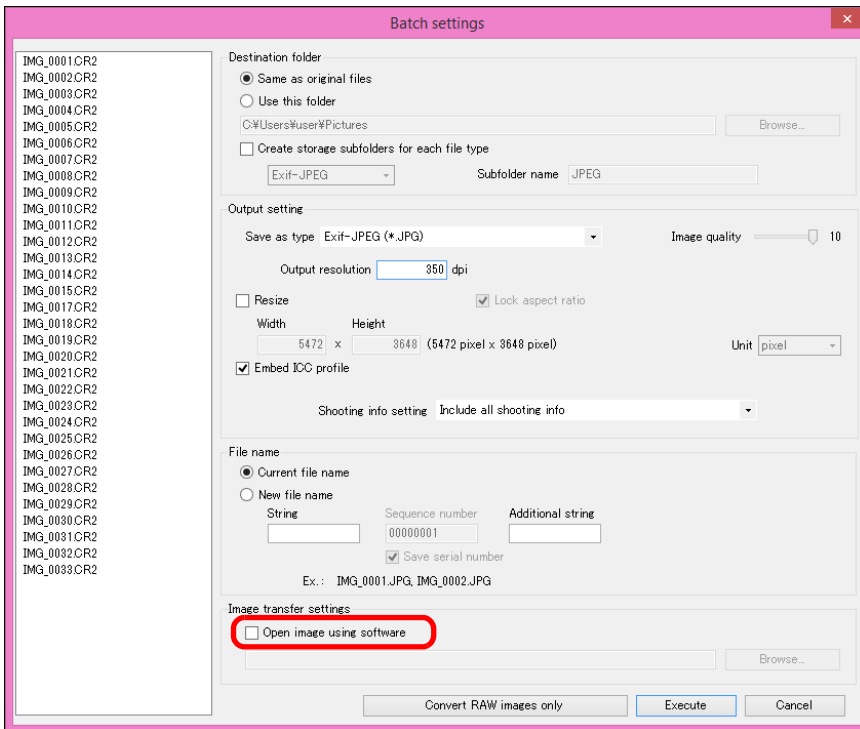 Batch settings
IMG_0001.CR2
IMG_0002.CR2
IMG_0003.CR2
IMG_0004.CR2
IMG_0005.CR2
IMG_0006.CR2
IMG_0007.CR2
IMG_0008.CR2
IMG_0009.CR2
IMG_0010.CR2
IMG_0011.CR2
IMG_0012.CR2
IMG_0013.CR2
IMG_0014.CR2
IMG_0015.CR2
IMG_0017.CR2
IMG_0018.CR2
IMG_0019.CR2
IMG_0020.CR2
IMG_0021.CR2
IMG_0022.CR2
IMG_0023.CR2
IMG_0024.CR2
IMG_0025.CR2
IMG_0026.CR2
IMG_0027.CR2
IMG_0028.CR2
IMG_0029.CR2
IMG_0030.CR2
IMG_0031.CR2
IMG_0032.CR2
IMG_0033.CR2
Destination folder
Same as original files
Use this folder
C:¥Users¥user¥Pictures Browse...
Create storage subfolders for each file type
Exif-JPEG Subfolder name JPEG
Output setting
Save as type Exif-JPEG (*.JPG) Image quality 10
Output resolution 350 dpi
Resize Lock aspect ratio
Width Height
5472 x 3648 (5472 pixel x 3648 pixel) Unit pixel
Embed ICC profile
Shooting info setting Include all shooting info
File name
Current file name
New file name
String Sequence number Additional string
00000001
Save serial number
Ex.: IMG_0001.JPG, IMG_0002.JPG
Image transfer settings
Open image using software
Browse...
Convert RAW images only Execute Cancel